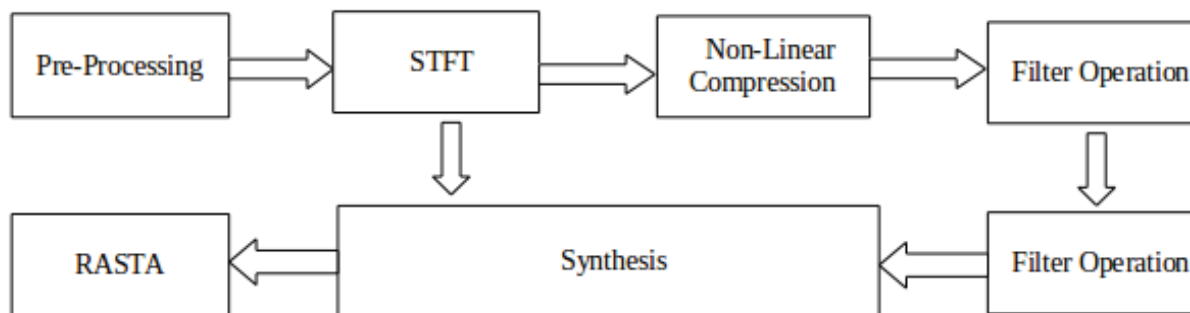 Pre-Processing
STFT
Non-Linear
Compression
Filter Operation
RASTA
Synthesis
Filter Operation